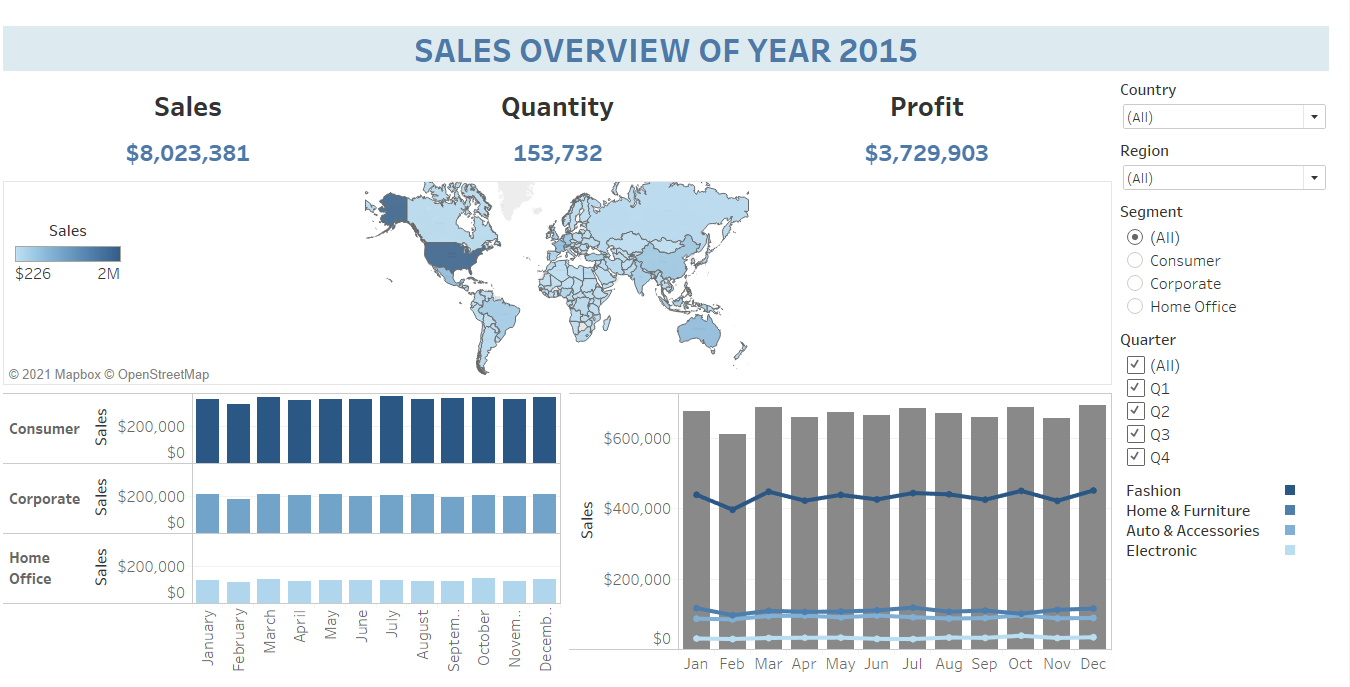 SALES OVERVIEW OF YEAR 2015
Sales
Quantity
Profit
$8,023,381
153,732
$3,729,903
Country
(All)
Region
(All)
Segment
(All)
Consumer
Corporate
Home Office
Quarter
(All)
Q1
Q2
Q3
Q4
Fashion
Home & Furniture
Auto & Accessories
Electronic
Sales
$226
2M
© 2021 Mapbox © OpenStreetMap
Consumer
Sales
$200,000
$0
Corporate
Sales
$200,000
$0
Home
Office
Sales
$200,000
$0
January
February
March
April
May
June
July
August
Septem..
October
Novem..
Decemb..
Sales
$600,000
$400,000
$200,000
$0
Jan Feb Mar Apr May Jun Jul Aug Sep Oct Nov Dec